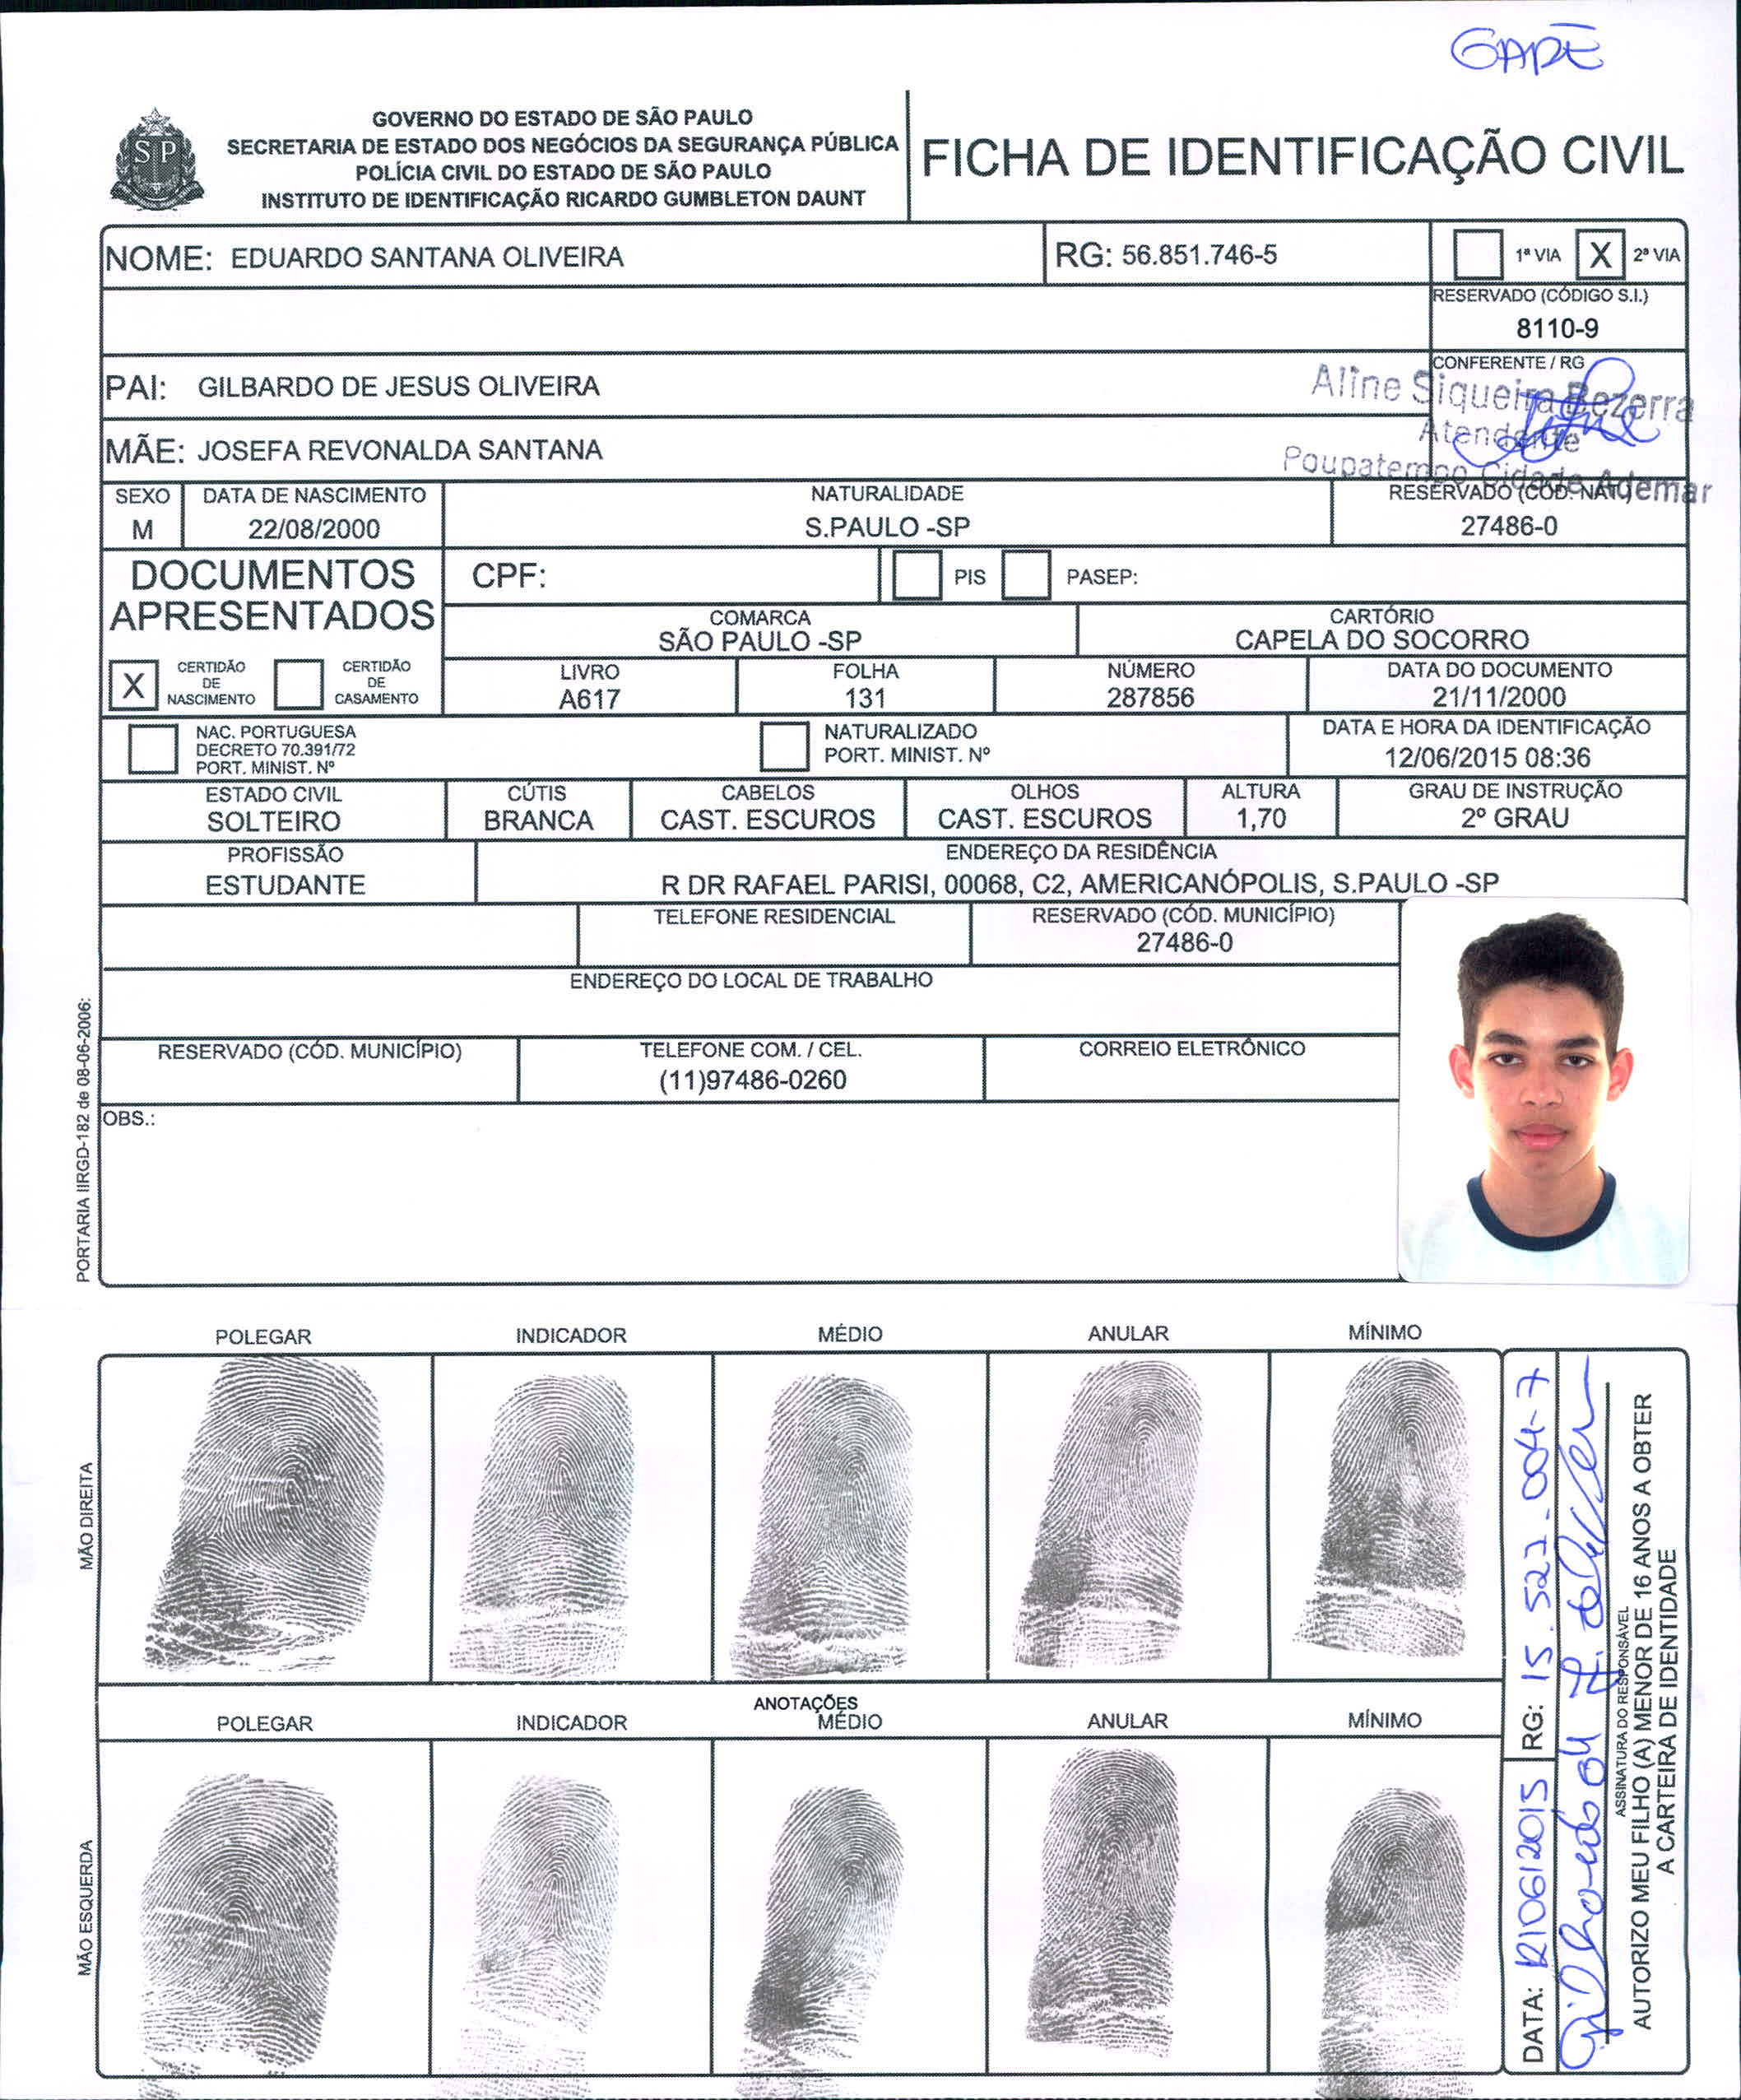 GAPE
GOVERNO DO ESTADO DE SÃO PAULO
SECRETARIA DE ESTADO DOS NEGÓCIOS DA SEGURANÇA PÚBLICA
POLÍCIA CIVIL DO ESTADO DE SÃO PAULO
INSTITUTO DE IDENTIFICAÇÃO RICARDO GUMBLETON DAUNT
SP
FICHA DE IDENTIFICAÇÃO CIVIL
NOME: EDUARDO SANTANA OLIVEIRA RG: 56.851.746-5 1ª VIA X 2ª VIA
RESERVADO (CÓDIGO S.I.)
8110-9
PAI: GILBARDO DE JESUS OLIVEIRA
CONFERENTE / RG
Aline Siqueira Bezerra
Atendente
Poupatempo Cidade Ademar
MÃE: JOSEFA REVONALDA SANTANA
SEXO DATA DE NASCIMENTO NATURALIDADE RESERVADO (CÓD. NAT.)
M 22/08/2000 S.PAULO -SP 27486-0
DOCUMENTOS APRESENTADOS
CPF: PIS PASEP:
COMARCA CARTÓRIO
SÃO PAULO -SP CAPELA DO SOCORRO
X CERTIDÃO DE NASCIMENTO CERTIDÃO DE CASAMENTO
LIVRO FOLHA NÚMERO DATA DO DOCUMENTO
A617 131 287856 21/11/2000
NAC. PORTUGUESA
DECRETO 70.391/72
PORT. MINIST. Nº
NATURALIZADO
PORT. MINIST. Nº
DATA E HORA DA IDENTIFICAÇÃO
12/06/2015 08:36
ESTADO CIVIL CÚTIS CABELOS OLHOS ALTURA GRAU DE INSTRUÇÃO
SOLTEIRO BRANCA CAST. ESCUROS CAST. ESCUROS 1,70 2º GRAU
PROFISSÃO ENDEREÇO DA RESIDÊNCIA
ESTUDANTE R DR RAFAEL PARISI, 00068, C2, AMERICANÓPOLIS, S.PAULO -SP
TELEFONE RESIDENCIAL RESERVADO (CÓD. MUNICÍPIO)
27486-0
ENDEREÇO DO LOCAL DE TRABALHO
RESERVADO (CÓD. MUNICÍPIO) TELEFONE COM. / CEL. CORREIO ELETRÔNICO
(11)97486-0260
OBS.:
PORTARIA IIRGD-182 de 08-06-2006:
POLEGAR INDICADOR MÉDIO ANULAR MÍNIMO
MÃO DIREITA
ANOTAÇÕES
POLEGAR INDICADOR MÉDIO ANULAR MÍNIMO
MÃO ESQUERDA
DATA: 12/06/2015 RG: 15.522.004-7
ASSINATURA DO RESPONSÁVEL
AUTORIZO MEU FILHO (A) MENOR DE 16 ANOS A OBTER
A CARTEIRA DE IDENTIDADE